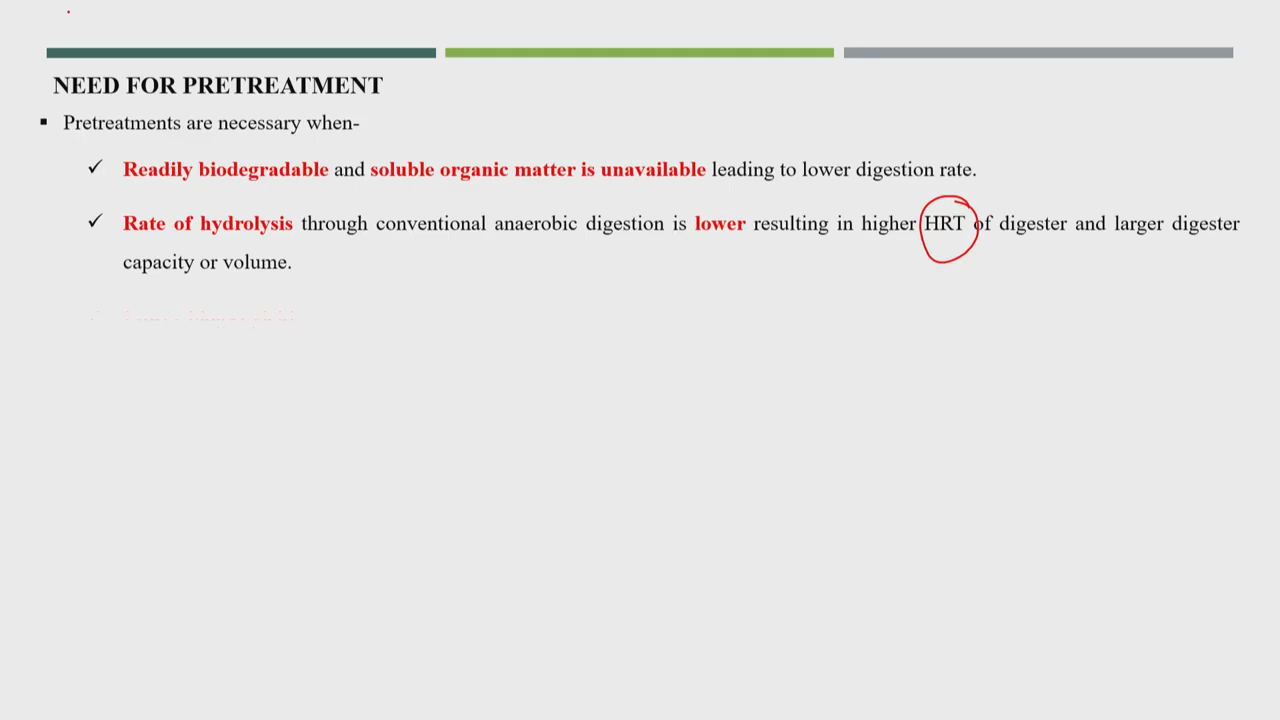 NEED FOR PRETREATMENT
▪ Pretreatments are necessary when-
✓ Readily biodegradable and soluble organic matter is unavailable leading to lower digestion rate.
✓ Rate of hydrolysis through conventional anaerobic digestion is lower resulting in higher HRT of digester and larger digester
capacity or volume.